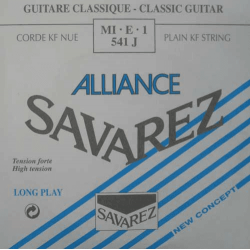 GUITARE CLASSIQUE - CLASSIC GUITAR
CORDE KF NUE
MI · E · 1
541 J
PLAIN KF STRING
ALLIANCE
SAVAREZ
Tension forte
High tension
LONG PLAY
SAVAREZ
NEW CONCEPT